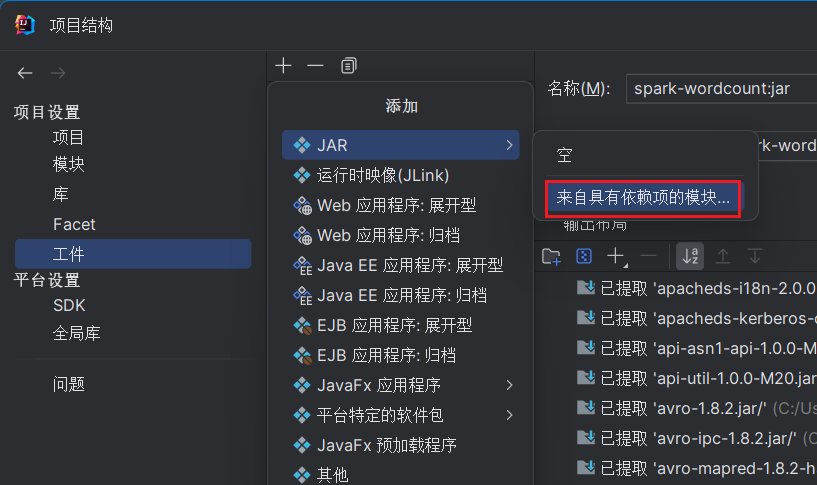 项目结构
项目设置
项目
模块
库
Facet
工件
平台设置
SDK
全局库
问题
添加
JAR
运行时映像(JLink)
Web 应用程序: 展开型
Web 应用程序: 归档
Java EE 应用程序: 展开型
Java EE 应用程序: 归档
EJB 应用程序: 展开型
EJB 应用程序: 归档
JavaFx 应用程序
平台特定的软件包
JavaFx 预加载程序
其他
空
来自具有依赖项的模块...
名称(M): spark-wordcount:jar
rk-word
输出布局
已提取 'apacheds-i18n-2.0.0
已提取 'apacheds-kerberos-c
已提取 'api-asn1-api-1.0.0-M
已提取 'api-util-1.0.0-M20.jar
已提取 'avro-1.8.2.jar/' (C:/Us
已提取 'avro-ipc-1.8.2.jar/' (C
已提取 'avro-mapred-1.8.2-h